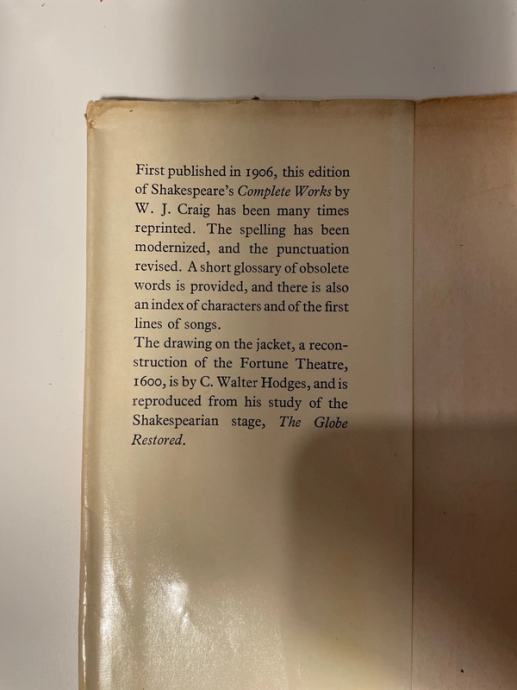 First published in 1906, this edition
of Shakespeare's Complete Works by
W. J. Craig has been many times
reprinted. The spelling has been
modernized, and the punctuation
revised. A short glossary of obsolete
words is provided, and there is also
an index of characters and of the first
lines of songs.
The drawing on the jacket, a recon-
struction of the Fortune Theatre,
1600, is by C. Walter Hodges, and is
reproduced from his study of the
Shakespearian stage, The Globe
Restored.